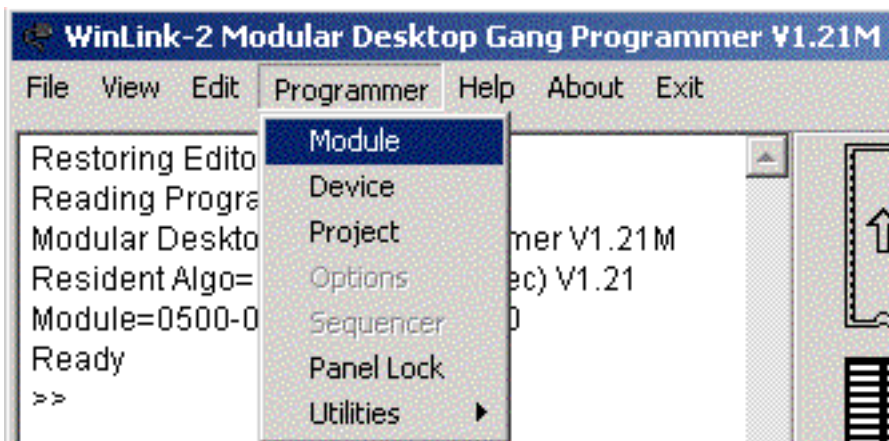 WinLink-2 Modular Desktop Gang Programmer V1.21M
File View Edit Programmer Help About Exit
Module
Device
Project
Options
Sequencer
Panel Lock
Utilities
Restoring Edito
Reading Progra
Modular Deskto mer V1.21M
Resident Algo= ec) V1.21
Module=0500-0 0
Ready
>>